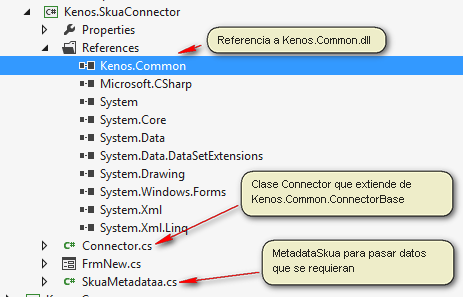 Kenos.SkuaConnector
Properties
References
Referencia a Kenos.Common.dll
Kenos.Common
Microsoft.CSharp
System
System.Core
System.Data
System.Data.DataSetExtensions
System.Drawing
System.Windows.Forms
System.Xml
System.Xml.Linq
Clase Connector que extiende de
Kenos.Common.ConnectorBase
C# Connector.cs
FrmNew.cs
C# SkuaMetadataa.cs
MetadataSkua para pasar datos
que se requieran